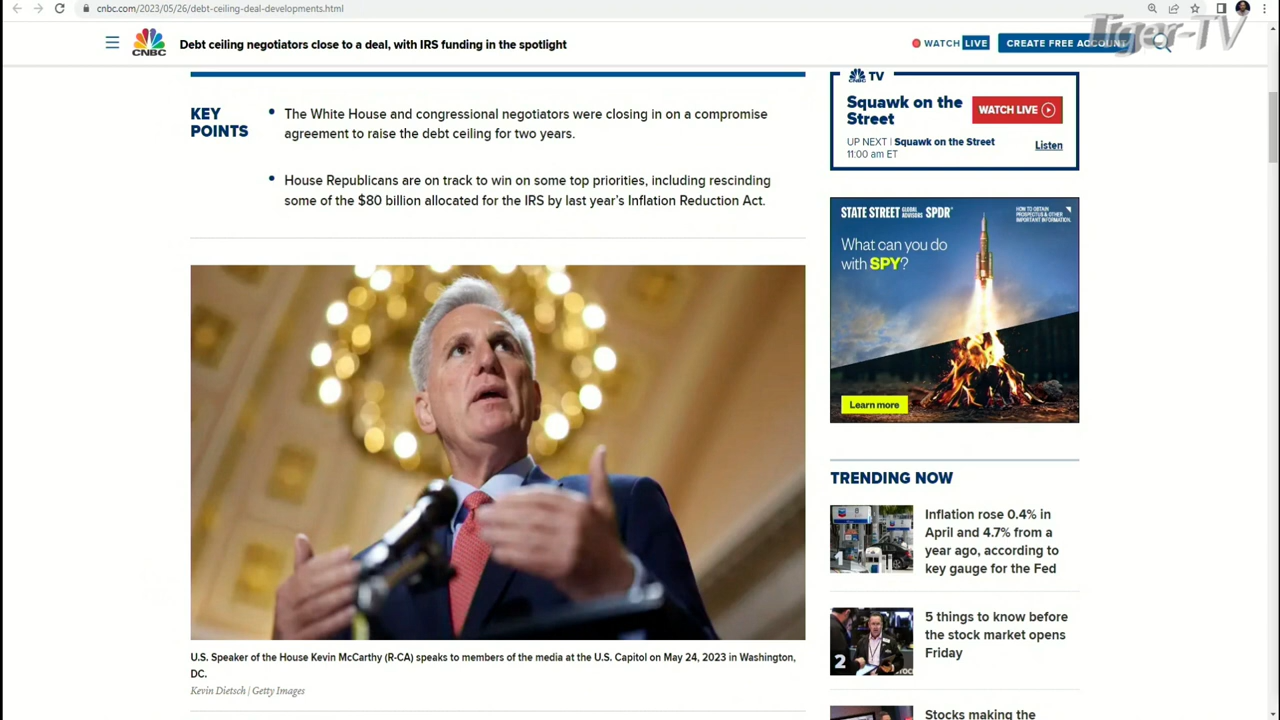 cnbc.com/2023/05/26/debt-ceiling-deal-developments.html
Tiger-TV
CNBC
Debt ceiling negotiators close to a deal, with IRS funding in the spotlight
WATCH LIVE
CREATE FREE ACCOUNT
KEY
POINTS
The White House and congressional negotiators were closing in on a compromise
agreement to raise the debt ceiling for two years.
House Republicans are on track to win on some top priorities, including rescinding
some of the $80 billion allocated for the IRS by last year’s Inflation Reduction Act.
U.S. Speaker of the House Kevin McCarthy (R-CA) speaks to members of the media at the U.S. Capitol on May 24, 2023 in Washington,
DC.
Kevin Dietsch | Getty Images
CNBC TV
Squawk on the
Street
WATCH LIVE
UP NEXT | Squawk on the Street
11:00 am ET
Listen
STATE STREET GLOBAL ADVISORS SPDR®
HOW TO OBTAIN
PROSPECTUS & OTHER
IMPORTANT INFORMATION.
What can you do
with SPY?
Learn more
TRENDING NOW
1
Inflation rose 0.4% in
April and 4.7% from a
year ago, according to
key gauge for the Fed
2
5 things to know before
the stock market opens
Friday
Stocks making the